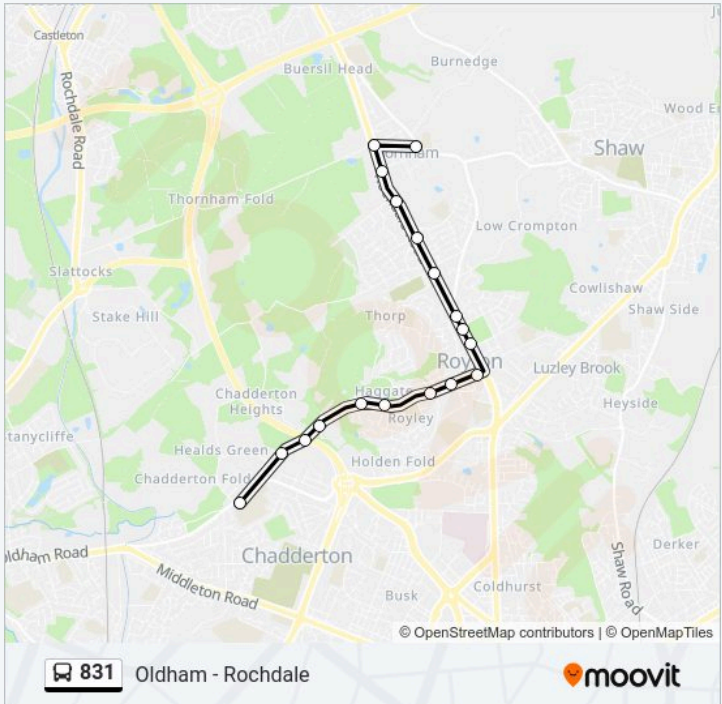 Castleton
Buersil Head
Burnedge
Rochdale Road
Wood En
Shaw
Thornham Fold
Low Crompton
Slattocks
Cowlishaw
Shaw Side
Stake Hill
Thorp
Royton
Luzley Brook
Chadderton
Heights
Haggate
Heyside
Royley
Healds Green
Holden Fold
Chadderton Fold
ldham Road
Chadderton
Middleton Road
Derker
Shaw Road
Busk
Coldhurst
© OpenStreetMap contributors | © OpenMapTiles
831 Oldham - Rochdale
moovit